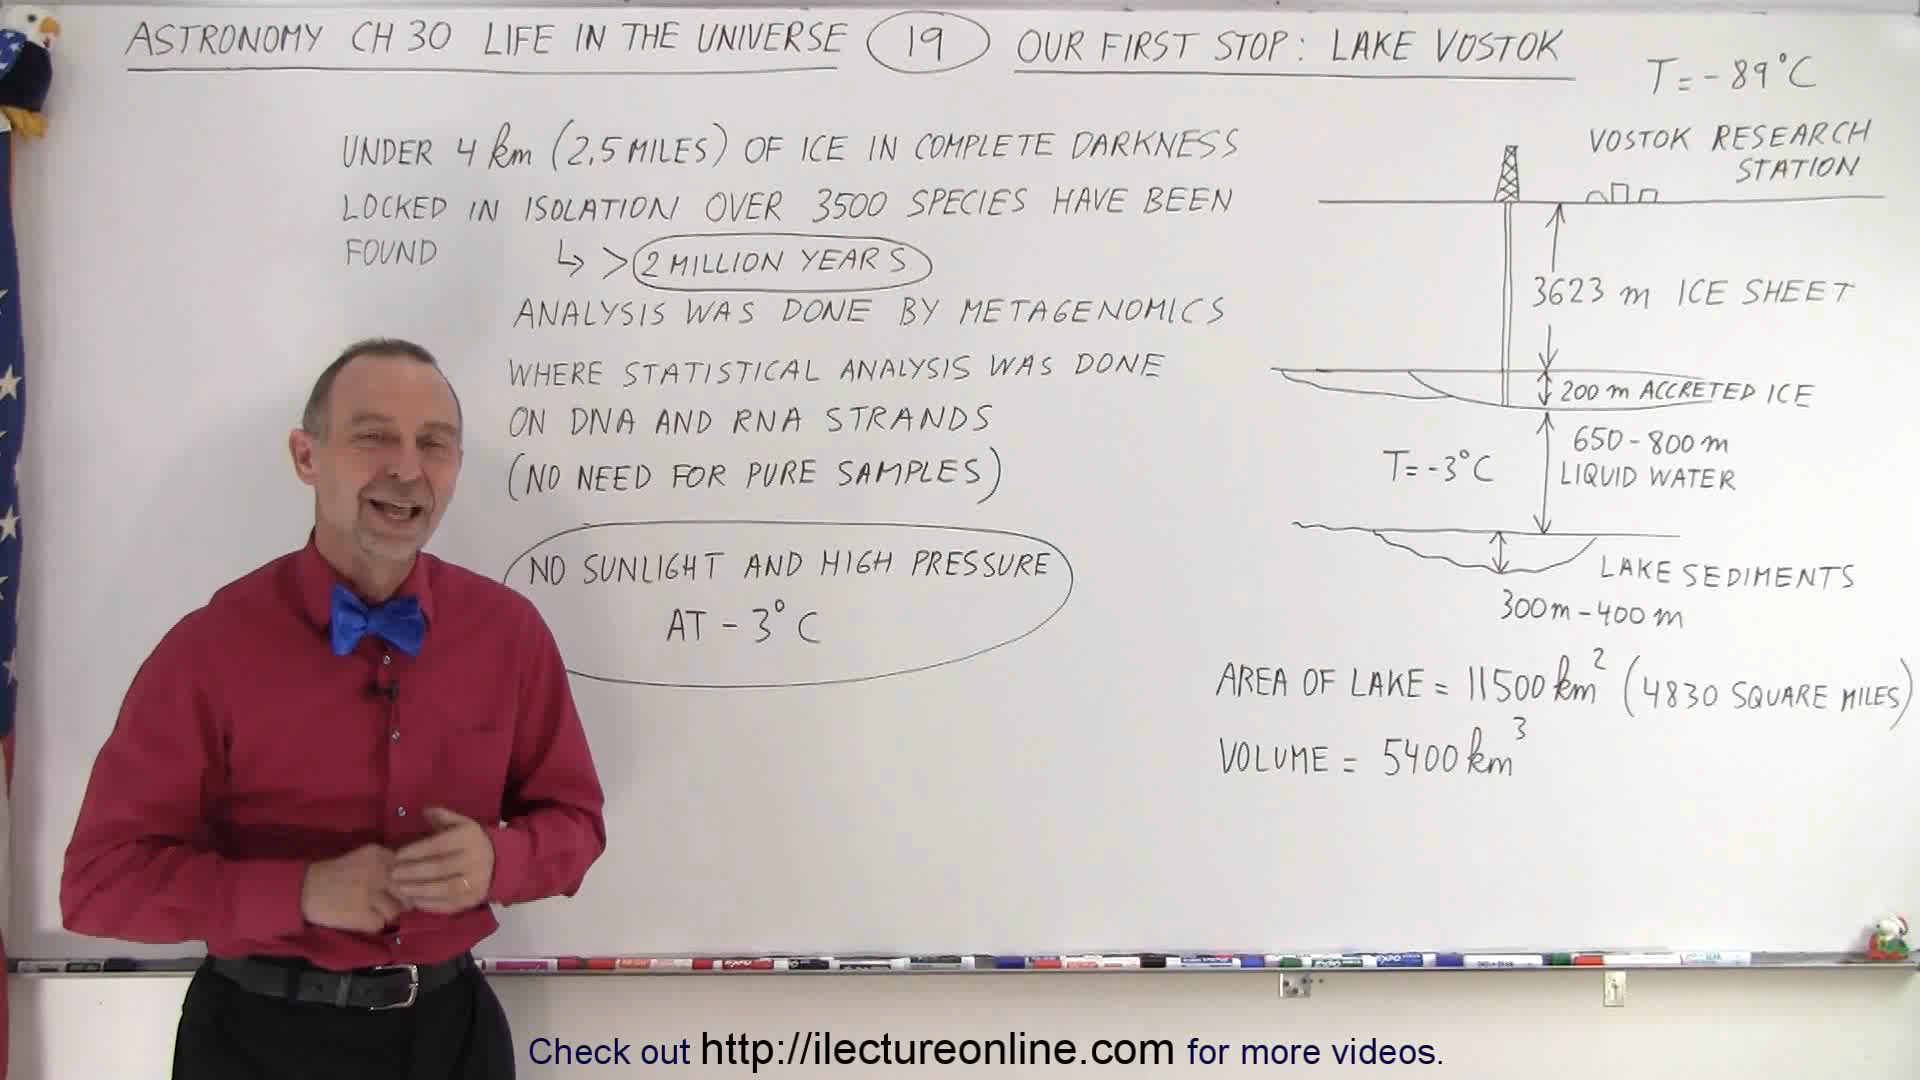 ASTRONOMY CH 30 LIFE IN THE UNIVERSE 19 OUR FIRST STOP: LAKE VOSTOK
T = -89°C
UNDER 4 km (2.5 MILES) OF ICE IN COMPLETE DARKNESS
LOCKED IN ISOLATION OVER 3500 SPECIES HAVE BEEN
FOUND
> 2 MILLION YEARS
ANALYSIS WAS DONE BY METAGENOMICS
WHERE STATISTICAL ANALYSIS WAS DONE
ON DNA AND RNA STRANDS
(NO NEED FOR PURE SAMPLES)
NO SUNLIGHT AND HIGH PRESSURE
AT -3°C
VOSTOK RESEARCH
STATION
3623 m ICE SHEET
200 m ACCRETED ICE
650-800 m
LIQUID WATER
T = -3°C
LAKE SEDIMENTS
300m-400m
AREA OF LAKE = 11500 km² (4830 SQUARE MILES)
VOLUME = 5400 km³
Check out http://ilectureonline.com for more videos.